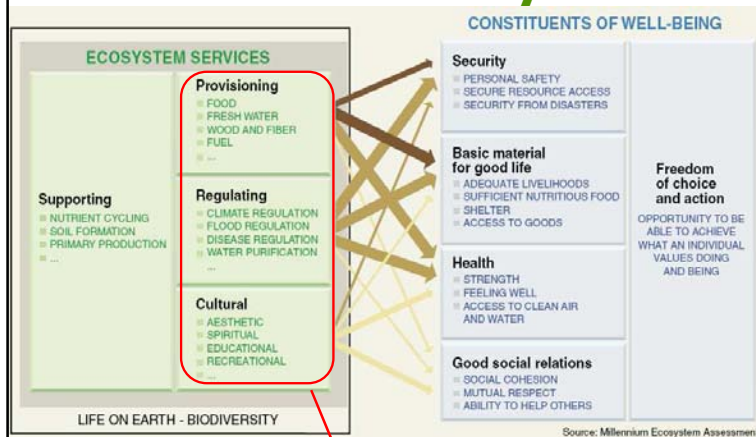 CONSTITUENTS OF WELL-BEING
ECOSYSTEM SERVICES
Supporting
NUTRIENT CYCLING
SOIL FORMATION
PRIMARY PRODUCTION
...
Provisioning
FOOD
FRESH WATER
WOOD AND FIBER
FUEL
...
Regulating
CLIMATE REGULATION
FLOOD REGULATION
DISEASE REGULATION
WATER PURIFICATION
...
Cultural
AESTHETIC
SPIRITUAL
EDUCATIONAL
RECREATIONAL
...
LIFE ON EARTH - BIODIVERSITY
Security
PERSONAL SAFETY
SECURE RESOURCE ACCESS
SECURITY FROM DISASTERS
Basic material
for good life
ADEQUATE LIVELIHOODS
SUFFICIENT NUTRITIOUS FOOD
SHELTER
ACCESS TO GOODS
Health
STRENGTH
FEELING WELL
ACCESS TO CLEAN AIR
AND WATER
Good social relations
SOCIAL COHESION
MUTUAL RESPECT
ABILITY TO HELP OTHERS
Freedom
of choice
and action
OPPORTUNITY TO BE
ABLE TO ACHIEVE
WHAT AN INDIVIDUAL
VALUES DOING
AND BEING
Source: Millennium Ecosystem Assessmen